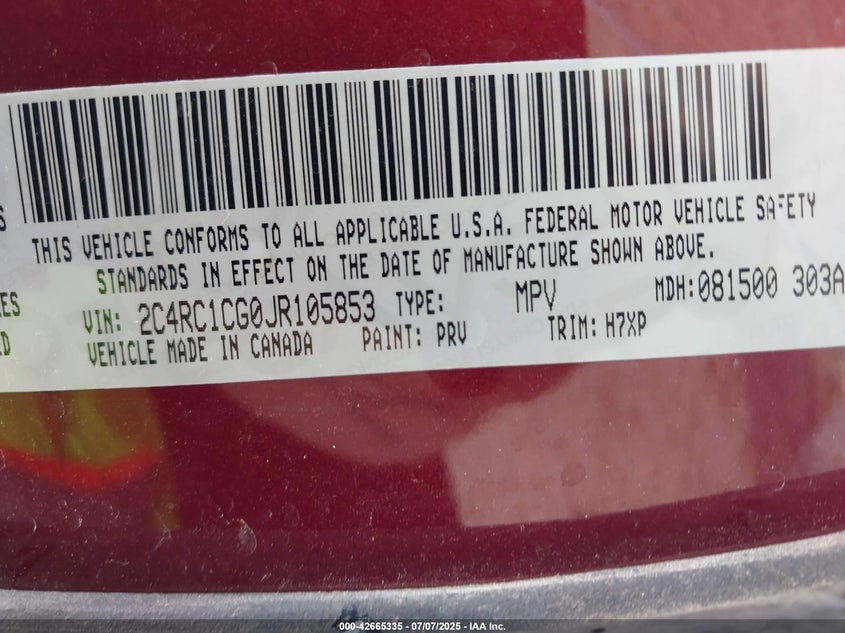 S
THIS VEHICLE CONFORMS TO ALL APPLICABLE U.S.A. FEDERAL MOTOR VEHICLE SAFETY
STANDARDS IN EFFECT ON THE DATE OF MANUFACTURE SHOWN ABOVE.
ES
VIN: 2C4RC1CG0JR105853 TYPE: MPV MDH:081500 303A
D
VEHICLE MADE IN CANADA PAINT: PRV TRIM: H7XP
000-42665335 - 07/07/2025 - IAA Inc.